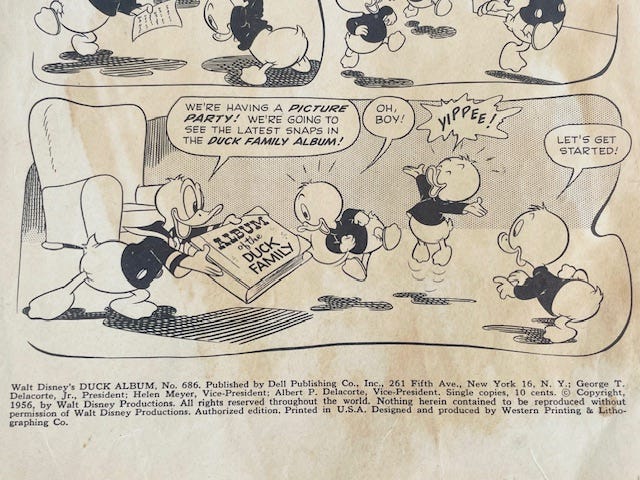 WE'RE HAVING A PICTURE
PARTY! WE'RE GOING TO
SEE THE LATEST SNAPS IN
THE DUCK FAMILY ALBUM!
OH,
BOY!
YIPPEE!
LET'S GET
STARTED!
ALBUM
of the
DUCK
FAMILY
Walt Disney's DUCK ALBUM, No. 686. Published by Dell Publishing Co., Inc., 261 Fifth Ave., New York 16, N. Y.; George T.
Delacorte, Jr., President; Helen Meyer, Vice-President; Albert P. Delacorte, Vice-President. Single copies, 10 cents. © Copyright,
1956, by Walt Disney Productions. All rights reserved throughout the world. Nothing herein contained to be reproduced without
permission of Walt Disney Productions. Authorized edition. Printed in U.S.A. Designed and produced by Western Printing & Litho-
graphing Co.